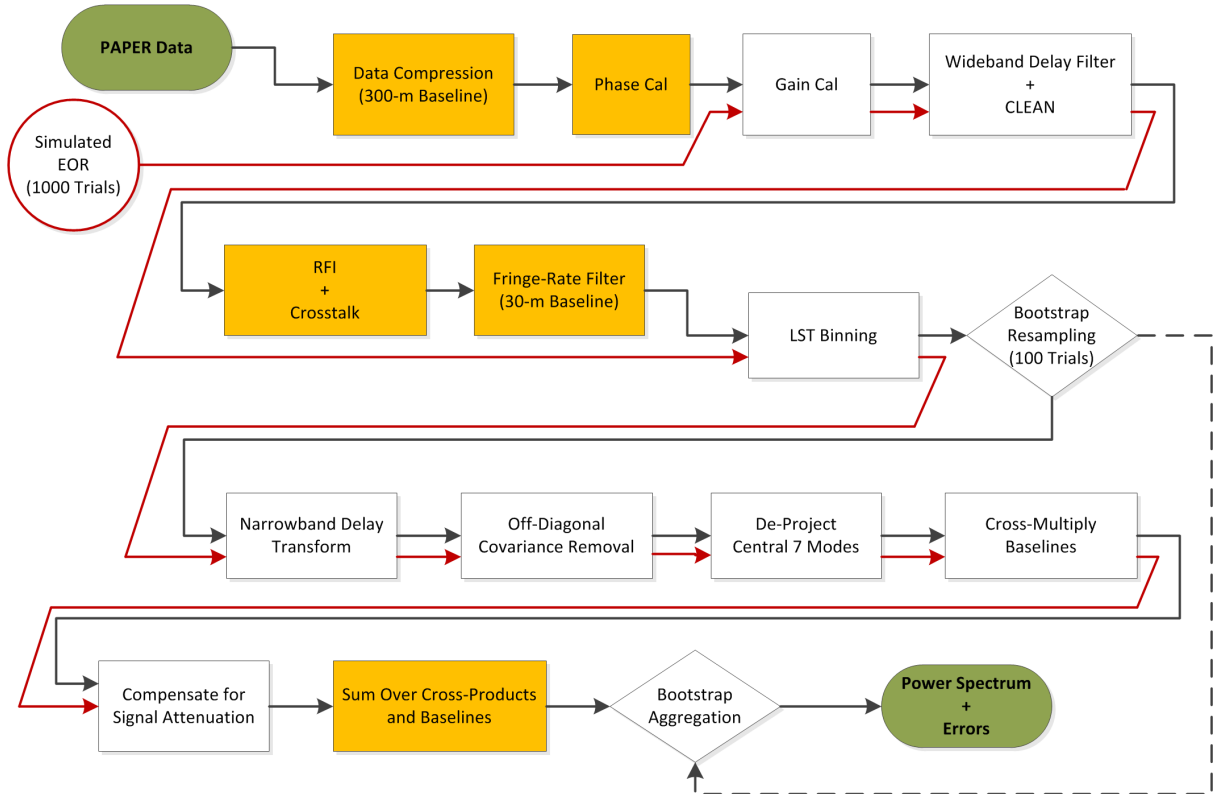 PAPER Data
Data Compression
(300-m Baseline)
Phase Cal
Gain Cal
Wideband Delay Filter
+
CLEAN
Simulated
EOR
(1000 Trials)
RFI
+
Crosstalk
Fringe-Rate Filter
(30-m Baseline)
LST Binning
Bootstrap
Resampling
(100 Trials)
Narrowband Delay
Transform
Off-Diagonal
Covariance Removal
De-Project
Central 7 Modes
Cross-Multiply
Baselines
Compensate for
Signal Attenuation
Sum Over Cross-Products
and Baselines
Bootstrap
Aggregation
Power Spectrum
+
Errors